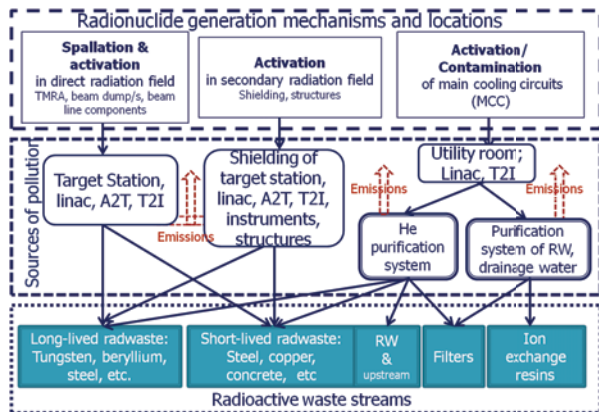 Radionuclide generation mechanisms and locations
Spallation &
activation
in direct radiation field
TMRA, beam dump/s, beam
line components
Activation
in secondary radiation field
Shielding, structures
Activation/
Contamination
of main cooling circuits
(MCC)
Sources of pollution
Target Station,
linac, A2T, T2I
Emissions
Shielding of
target station,
linac, A2T, T2I,
instruments,
structures
Emissions
Utility room;
Linac, T2I
Emissions
He
purification
system
Purification
system of RW,
drainage water
Long-lived radwaste:
Tungsten, beryllium,
steel, etc.
Short-lived radwaste:
Steel, copper,
concrete, etc
RW
&
upstream
Filters
Ion
exchange
resins
Radioactive waste streams